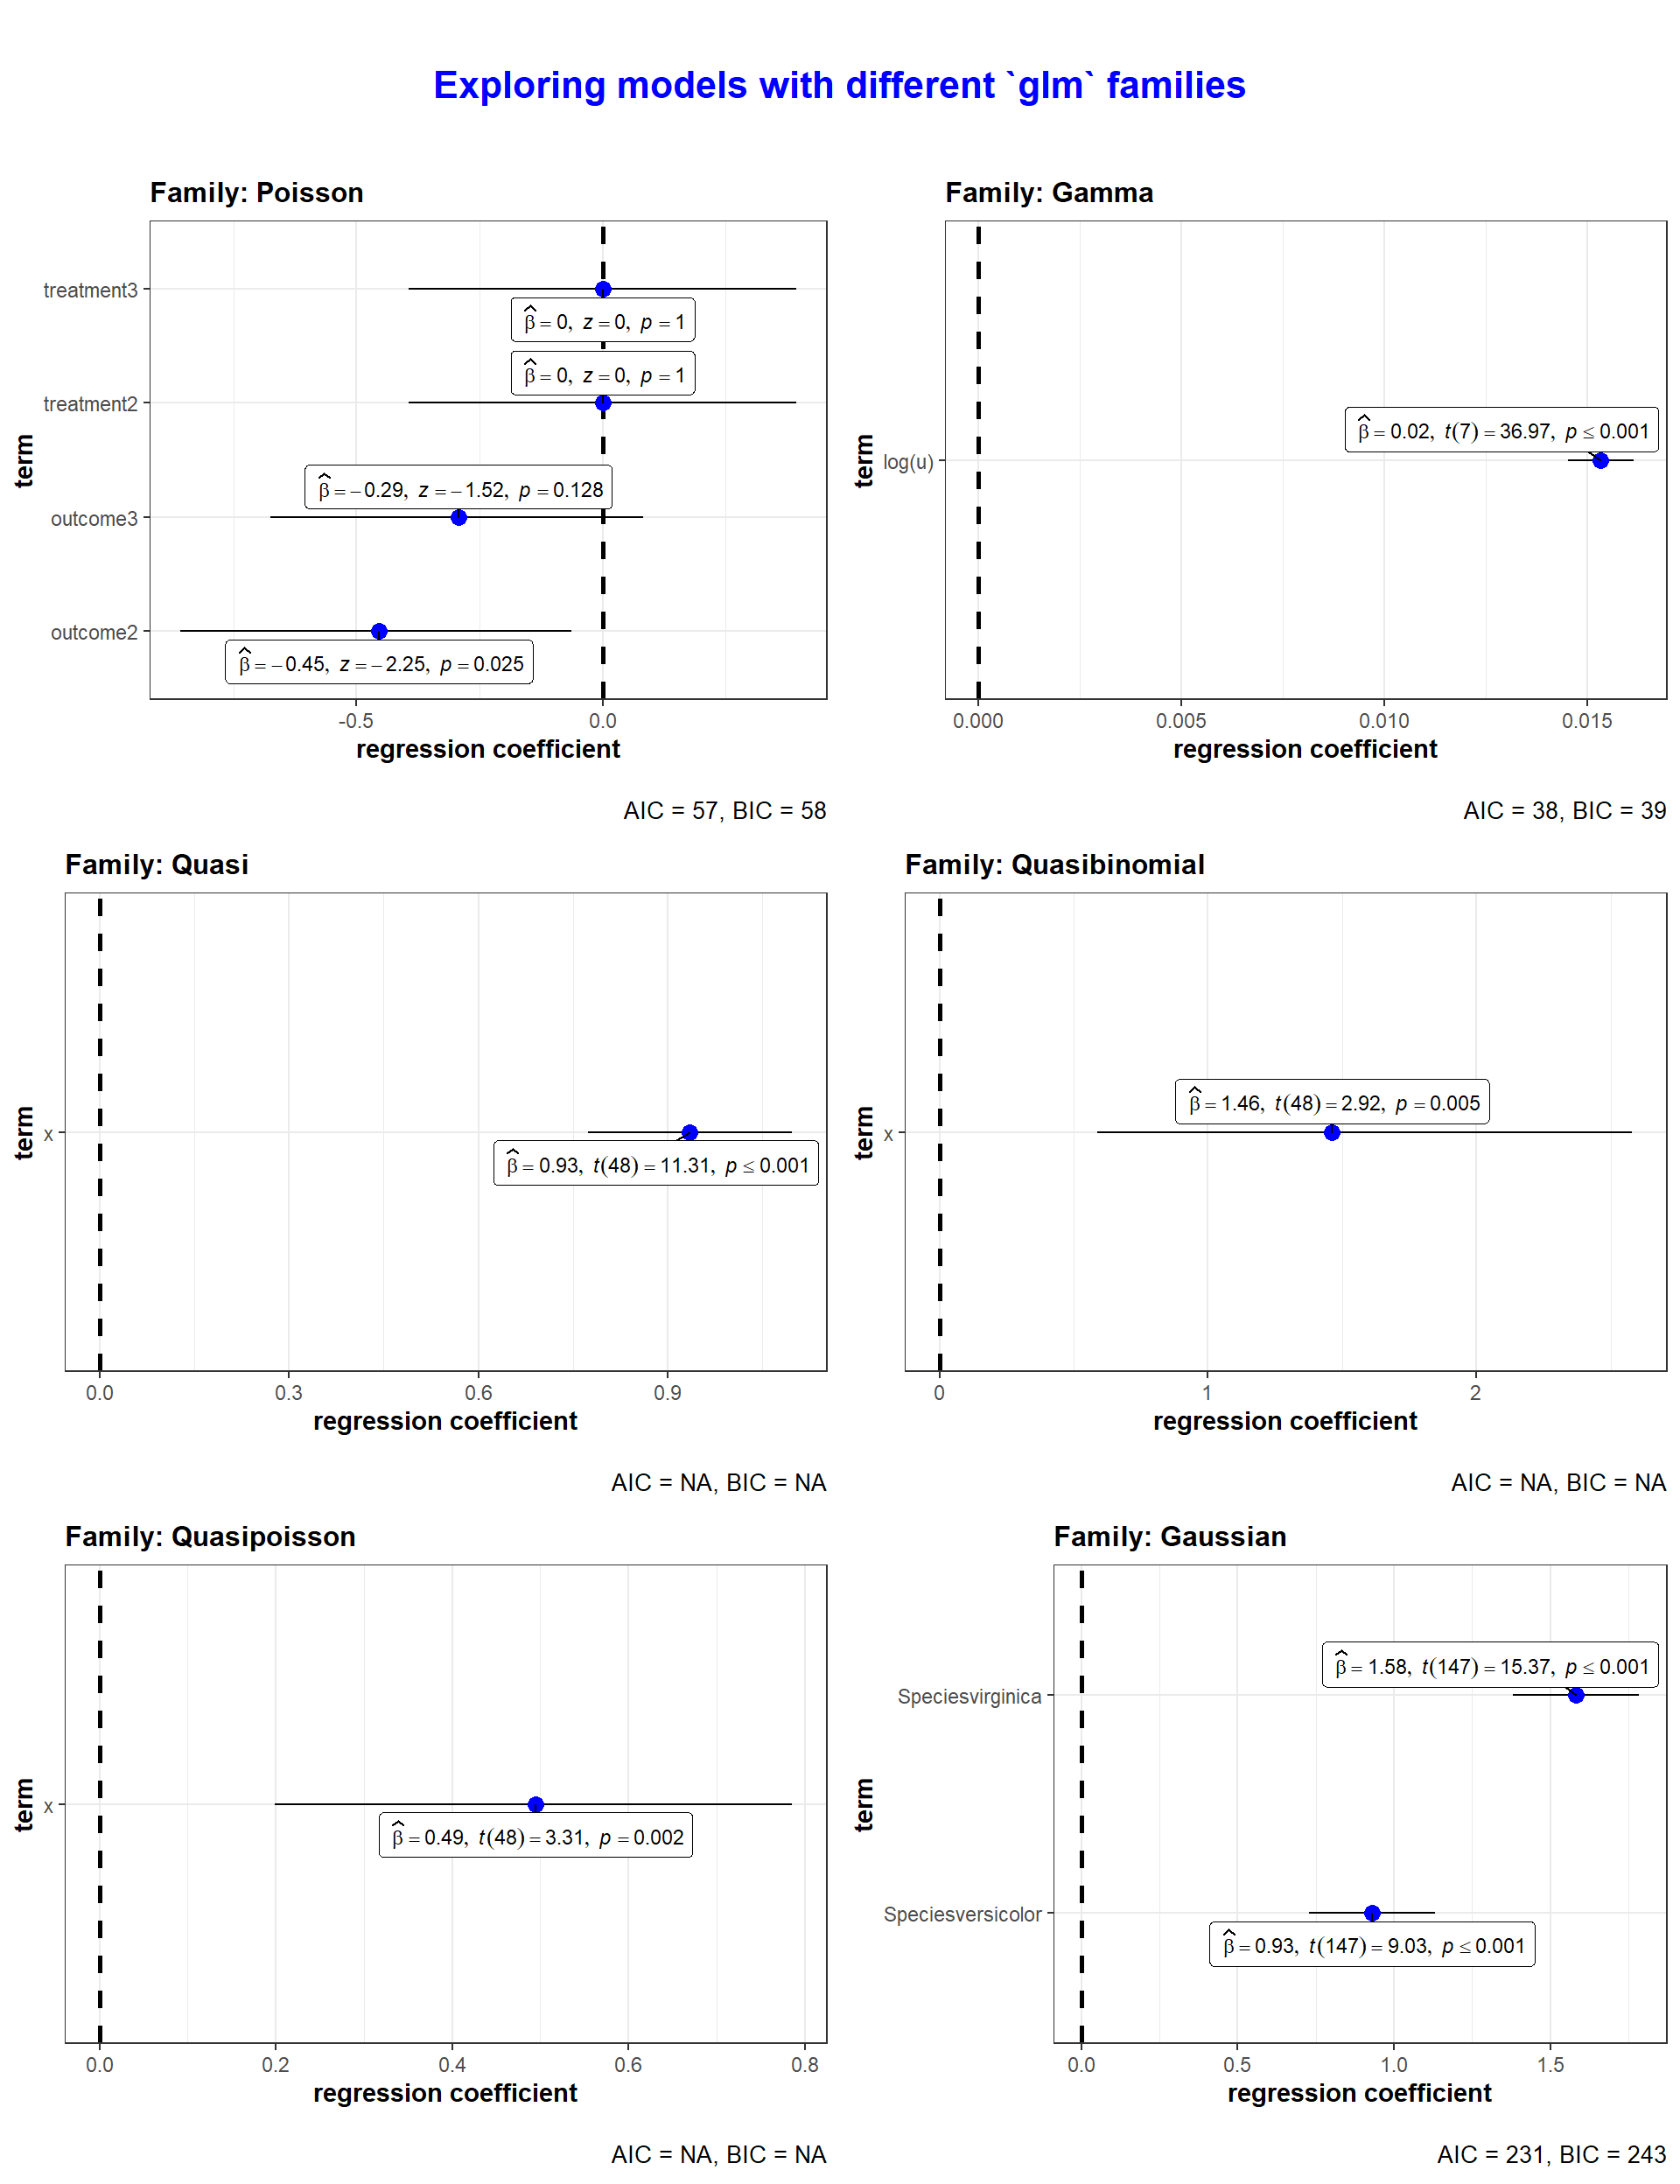 Exploring models with different `glm` families
Family: Poisson
term
treatment3
treatment2
outcome3
outcome2
β̂ = 0, z = 0, p = 1
β̂ = 0, z = 0, p = 1
β̂ = −0.29, z = −1.52, p = 0.128
β̂ = −0.45, z = −2.25, p = 0.025
-0.5 0.0
regression coefficient
AIC = 57, BIC = 58
Family: Gamma
term
log(u)
β̂ = 0.02, t(7) = 36.97, p ≤ 0.001
0.000 0.005 0.010 0.015
regression coefficient
AIC = 38, BIC = 39
Family: Quasi
term
x
β̂ = 0.93, t(48) = 11.31, p ≤ 0.001
0.0 0.3 0.6 0.9
regression coefficient
AIC = NA, BIC = NA
Family: Quasibinomial
term
x
β̂ = 1.46, t(48) = 2.92, p = 0.005
0 1 2
regression coefficient
AIC = NA, BIC = NA
Family: Quasipoisson
term
x
β̂ = 0.49, t(48) = 3.31, p = 0.002
0.0 0.2 0.4 0.6 0.8
regression coefficient
AIC = NA, BIC = NA
Family: Gaussian
term
Speciesvirginica
Speciesversicolor
β̂ = 1.58, t(147) = 15.37, p ≤ 0.001
β̂ = 0.93, t(147) = 9.03, p ≤ 0.001
0.0 0.5 1.0 1.5
regression coefficient
AIC = 231, BIC = 243